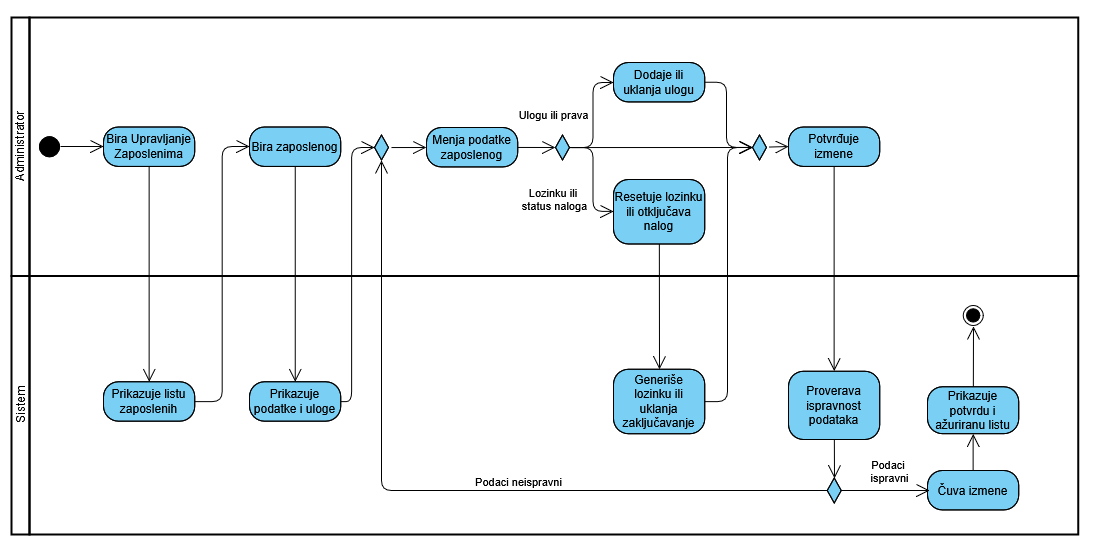 Administrator
Bira Upravljanje
Zaposlenima
Bira zaposlenog
Menja podatke
zaposlenog
Ulogu ili prava
Lozinku ili
status naloga
Dodaje ili
uklanja ulogu
Resetuje lozinku
ili otključava
nalog
Potvrđuje
izmene
Sistem
Prikazuje listu
zaposlenih
Prikazuje
podatke i uloge
Generiše
lozinku ili
uklanja
zaključavanje
Proverava
ispravnost
podataka
Podaci neispravni
Podaci
ispravni
Čuva izmene
Prikazuje
potvrdu i
ažuriranu listu